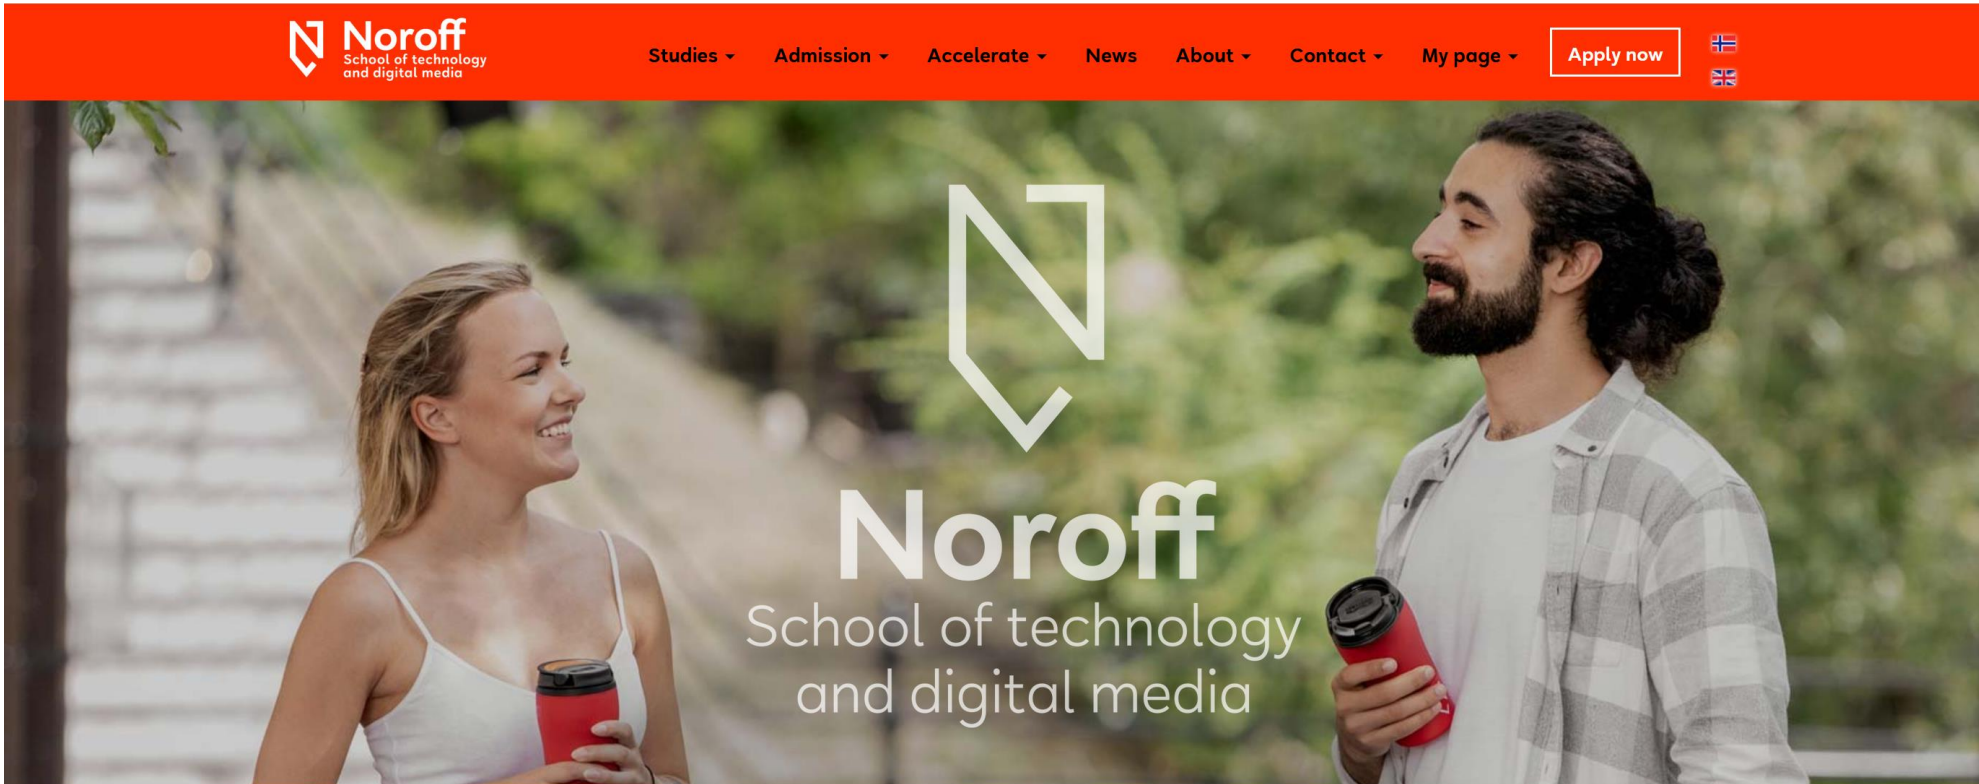 Noroff
School of technology
and digital media
Studies
Admission
Accelerate
News
About
Contact
My page
Apply now
Noroff
School of technology
and digital media